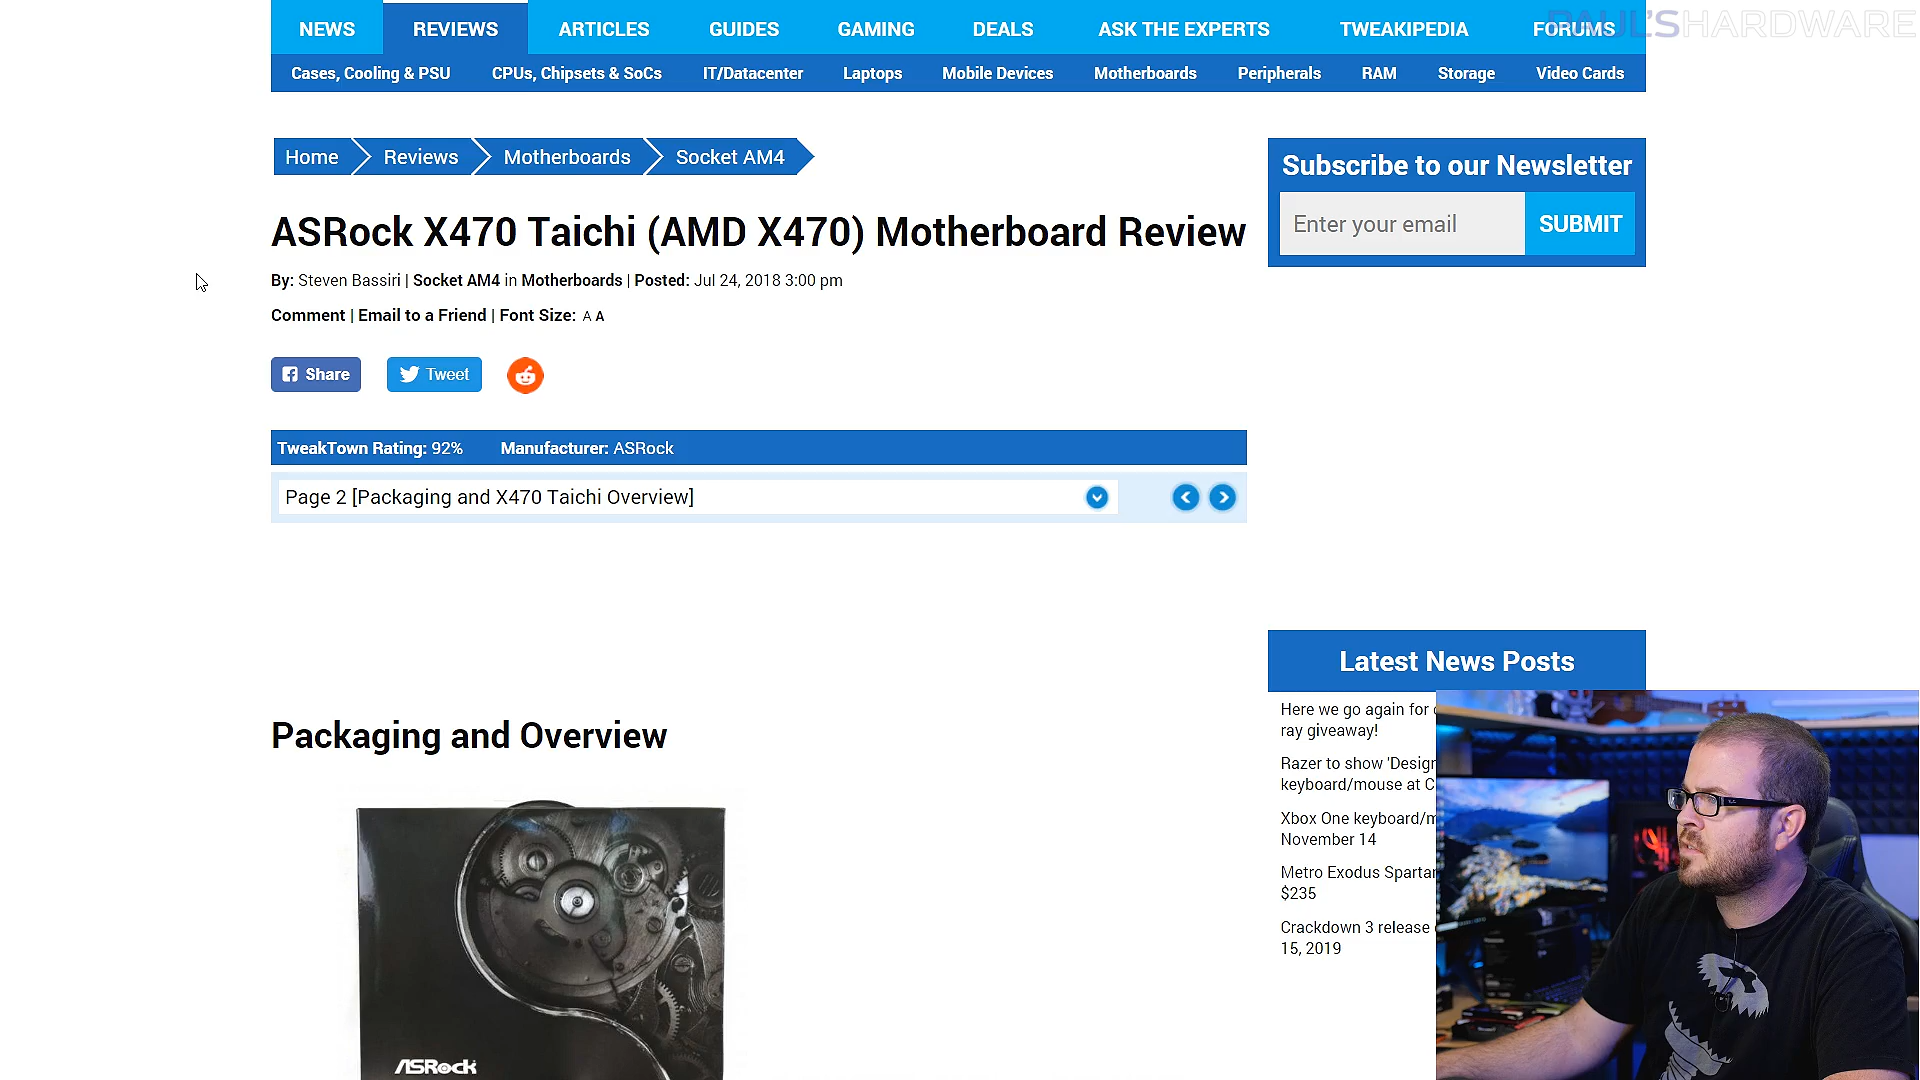 NEWS REVIEWS ARTICLES GUIDES GAMING DEALS ASK THE EXPERTS TWEAKIPEDIA FORUMS
PAUL'SHARDWARE
Cases, Cooling & PSU CPUs, Chipsets & SoCs IT/Datacenter Laptops Mobile Devices Motherboards Peripherals RAM Storage Video Cards
Home Reviews Motherboards Socket AM4
ASRock X470 Taichi (AMD X470) Motherboard Review
By: Steven Bassiri | Socket AM4 in Motherboards | Posted: Jul 24, 2018 3:00 pm
Comment | Email to a Friend | Font Size: A A
Share Tweet
TweakTown Rating: 92% Manufacturer: ASRock
Page 2 [Packaging and X470 Taichi Overview]
Packaging and Overview
ASRock
Subscribe to our Newsletter
Enter your email SUBMIT
Latest News Posts
Here we go again for
ray giveaway!
Razer to show 'Desig
keyboard/mouse at C
Xbox One keyboard/m
November 14
Metro Exodus Spartan
$235
Crackdown 3 release
15, 2019